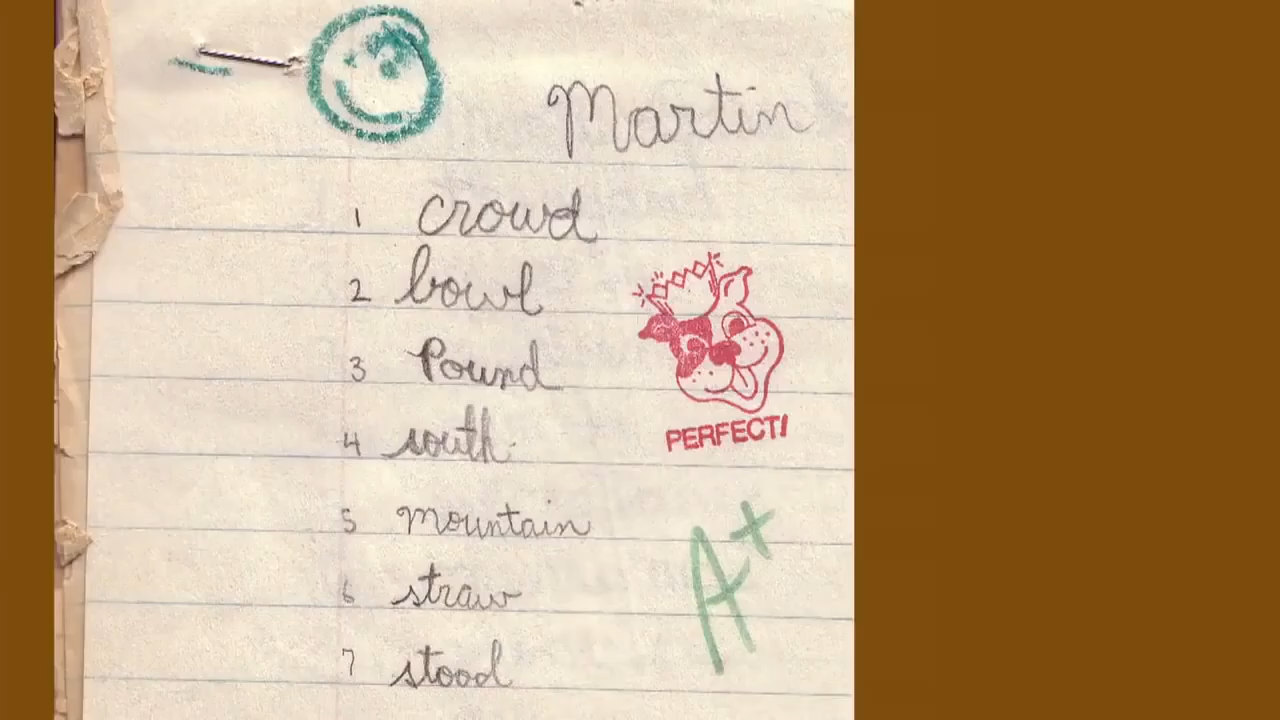 Martin
1 crowd
2 bowl
3 Pound
4 south
PERFECT!
5 mountain
A+
6 straw
7 stood